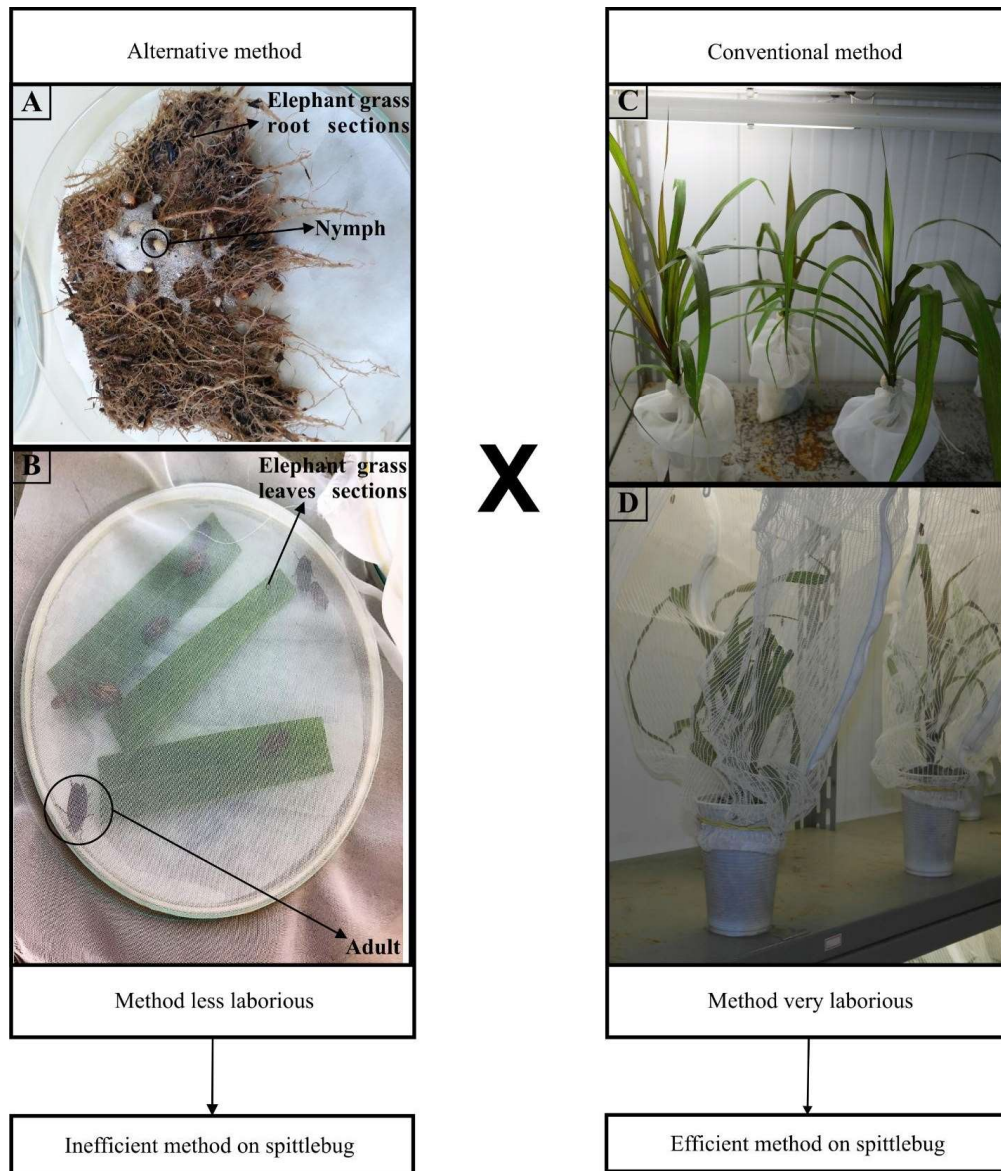 Alternative method
A
Elephant grass
root sections
Nymph
B
Elephant grass
leaves sections
Adult
Method less laborious
Inefficient method on spittlebug
X
Conventional method
C
D
Method very laborious
Efficient method on spittlebug